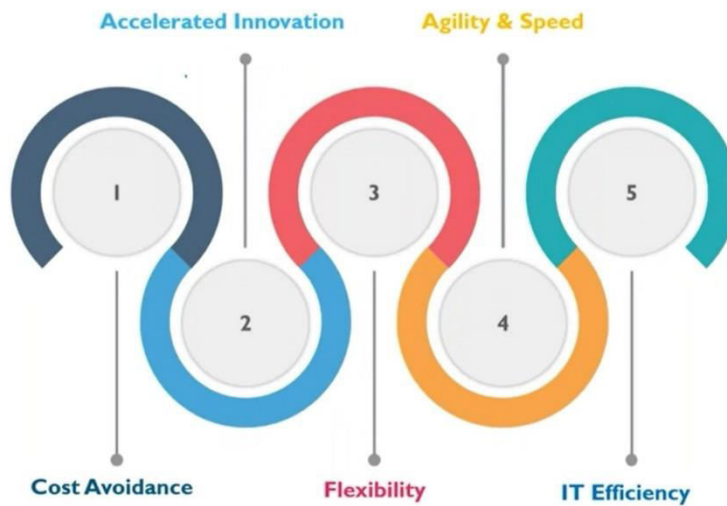 Accelerated Innovation
Agility & Speed
1
3
5
2
4
Cost Avoidance
Flexibility
IT Efficiency